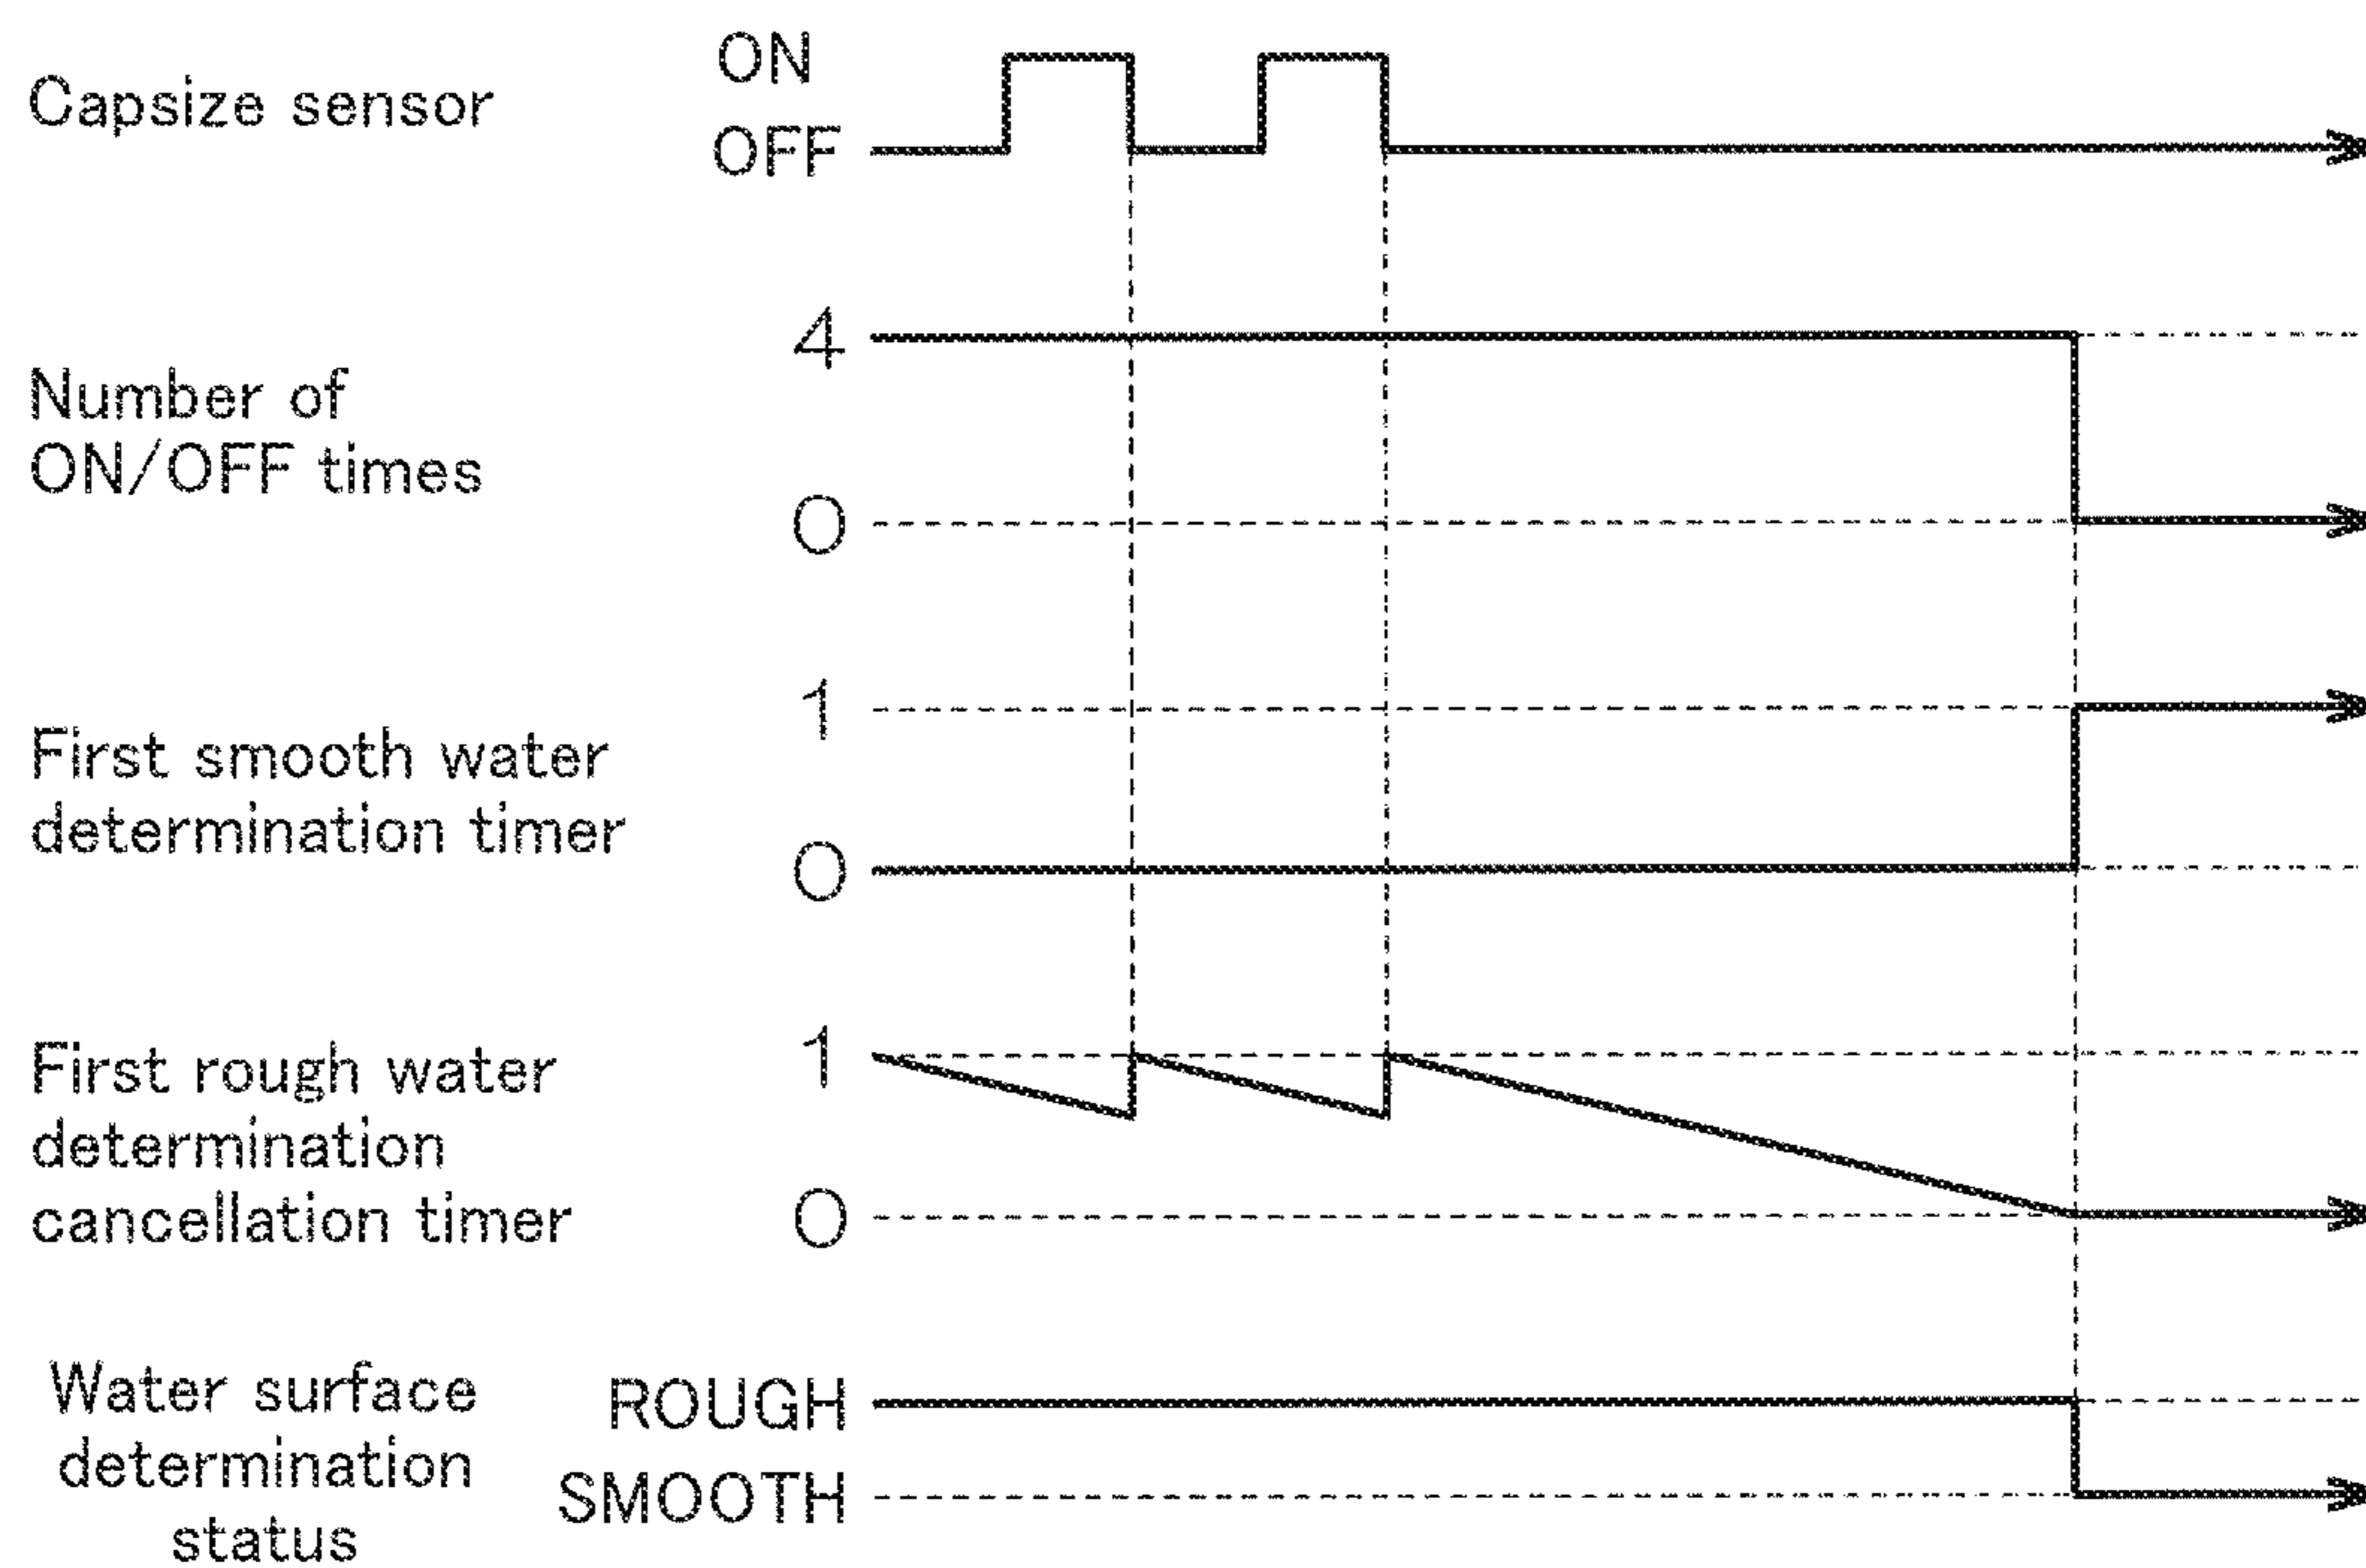 Capsize sensor
ON
OFF
Number of
ON/OFF times
4
0
First smooth water
determination timer
1
0
First rough water
determination
cancellation timer
1
0
Water surface
determination
status
ROUGH
SMOOTH